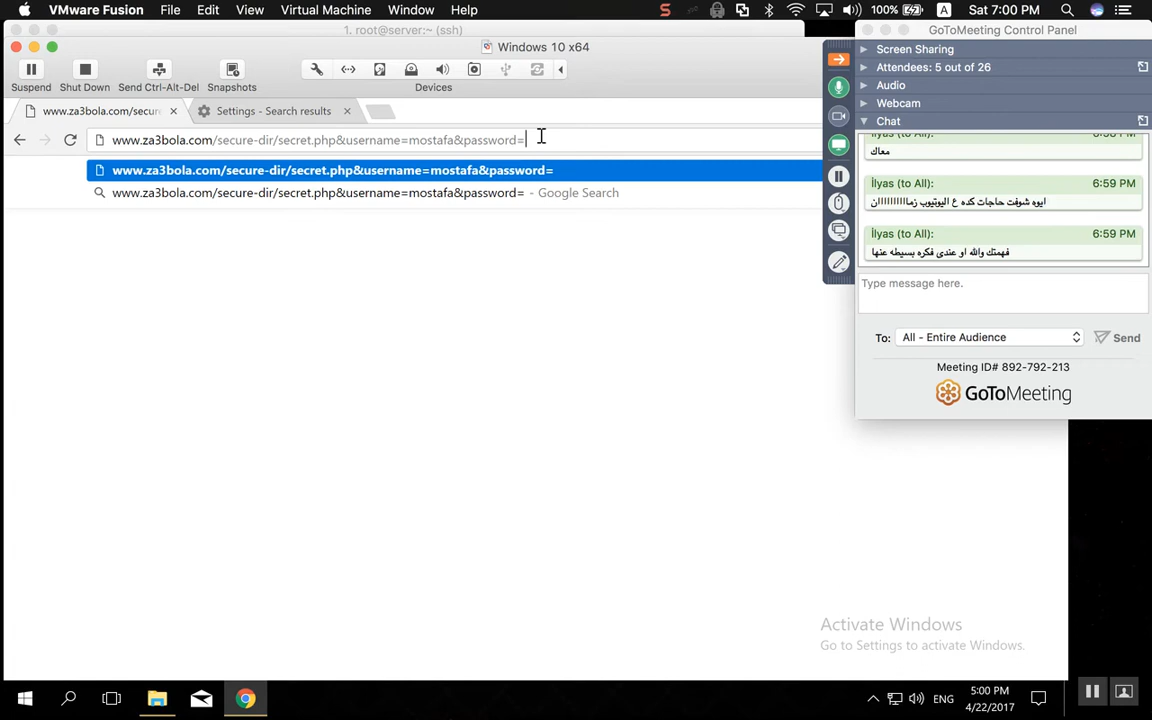 VMware Fusion File Edit View Virtual Machine Window Help
S 100% A Sat 7:00 PM
1. root@server:~ (ssh)
GoToMeeting Control Panel
Windows 10 x64
Screen Sharing
Attendees: 5 out of 26
Audio
Webcam
Chat
Suspend Shut Down Send Ctrl-Alt-Del Snapshots Devices
www.za3bola.com/secure Settings - Search results
www.za3bola.com/secure-dir/secret.php&username=mostafa&password=
www.za3bola.com/secure-dir/secret.php&username=mostafa&password=
www.za3bola.com/secure-dir/secret.php&username=mostafa&password= - Google Search
معاك
İlyas (to All): 6:59 PM
ايوه شوفت حاجات كده ع اليوتيوب زماااااااااان
İlyas (to All): 6:59 PM
فهمتك والله او عندى فكره بسيطه عنها
Type message here.
To: All - Entire Audience Send
Meeting ID# 892-792-213
GoToMeeting
Activate Windows
Go to Settings to activate Windows.
ENG 5:00 PM
4/22/2017